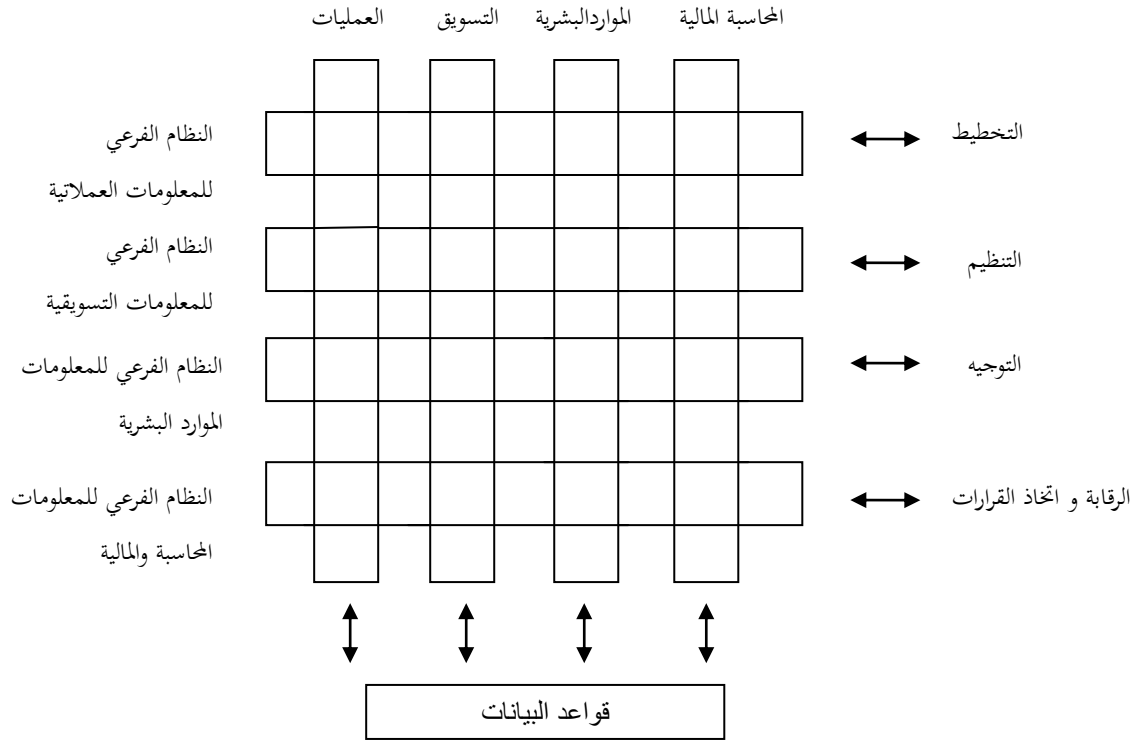 المحاسبة المالية
المواردالبشرية
التسويق
العمليات
التخطيط
النظام الفرعي
للمعلومات العملاتية
التنظيم
النظام الفرعي
للمعلومات التسويقية
التوجيه
النظام الفرعي للمعلومات
الموارد البشرية
الرقابة و اتخاذ القرارات
النظام الفرعي للمعلومات
المحاسبة والمالية
قواعد البيانات